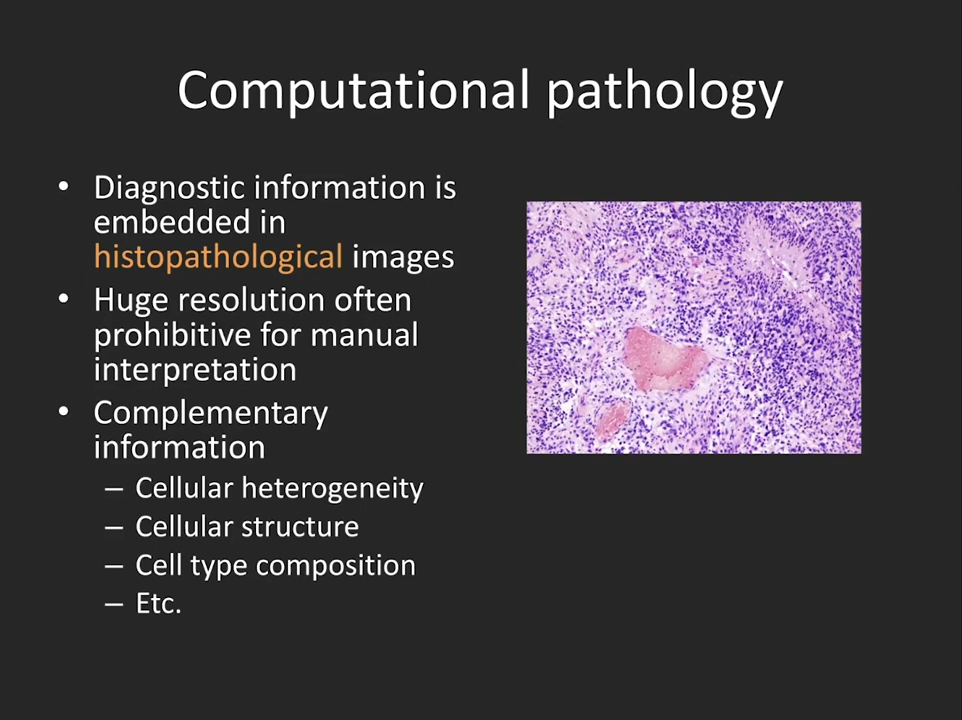 Computational pathology
• Diagnostic information is
embedded in
histopathological images
• Huge resolution often
prohibitive for manual
interpretation
• Complementary
information
– Cellular heterogeneity
– Cellular structure
– Cell type composition
– Etc.